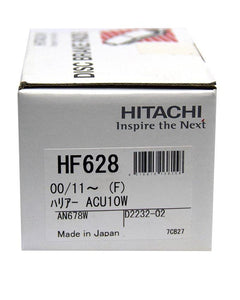 DISC BRAKE PADS
HITACHI
Inspire the Next
HF628
00/11〜 (F)
ハリアー ACU10W
AN678W D2232-02
Made in Japan 7CB27